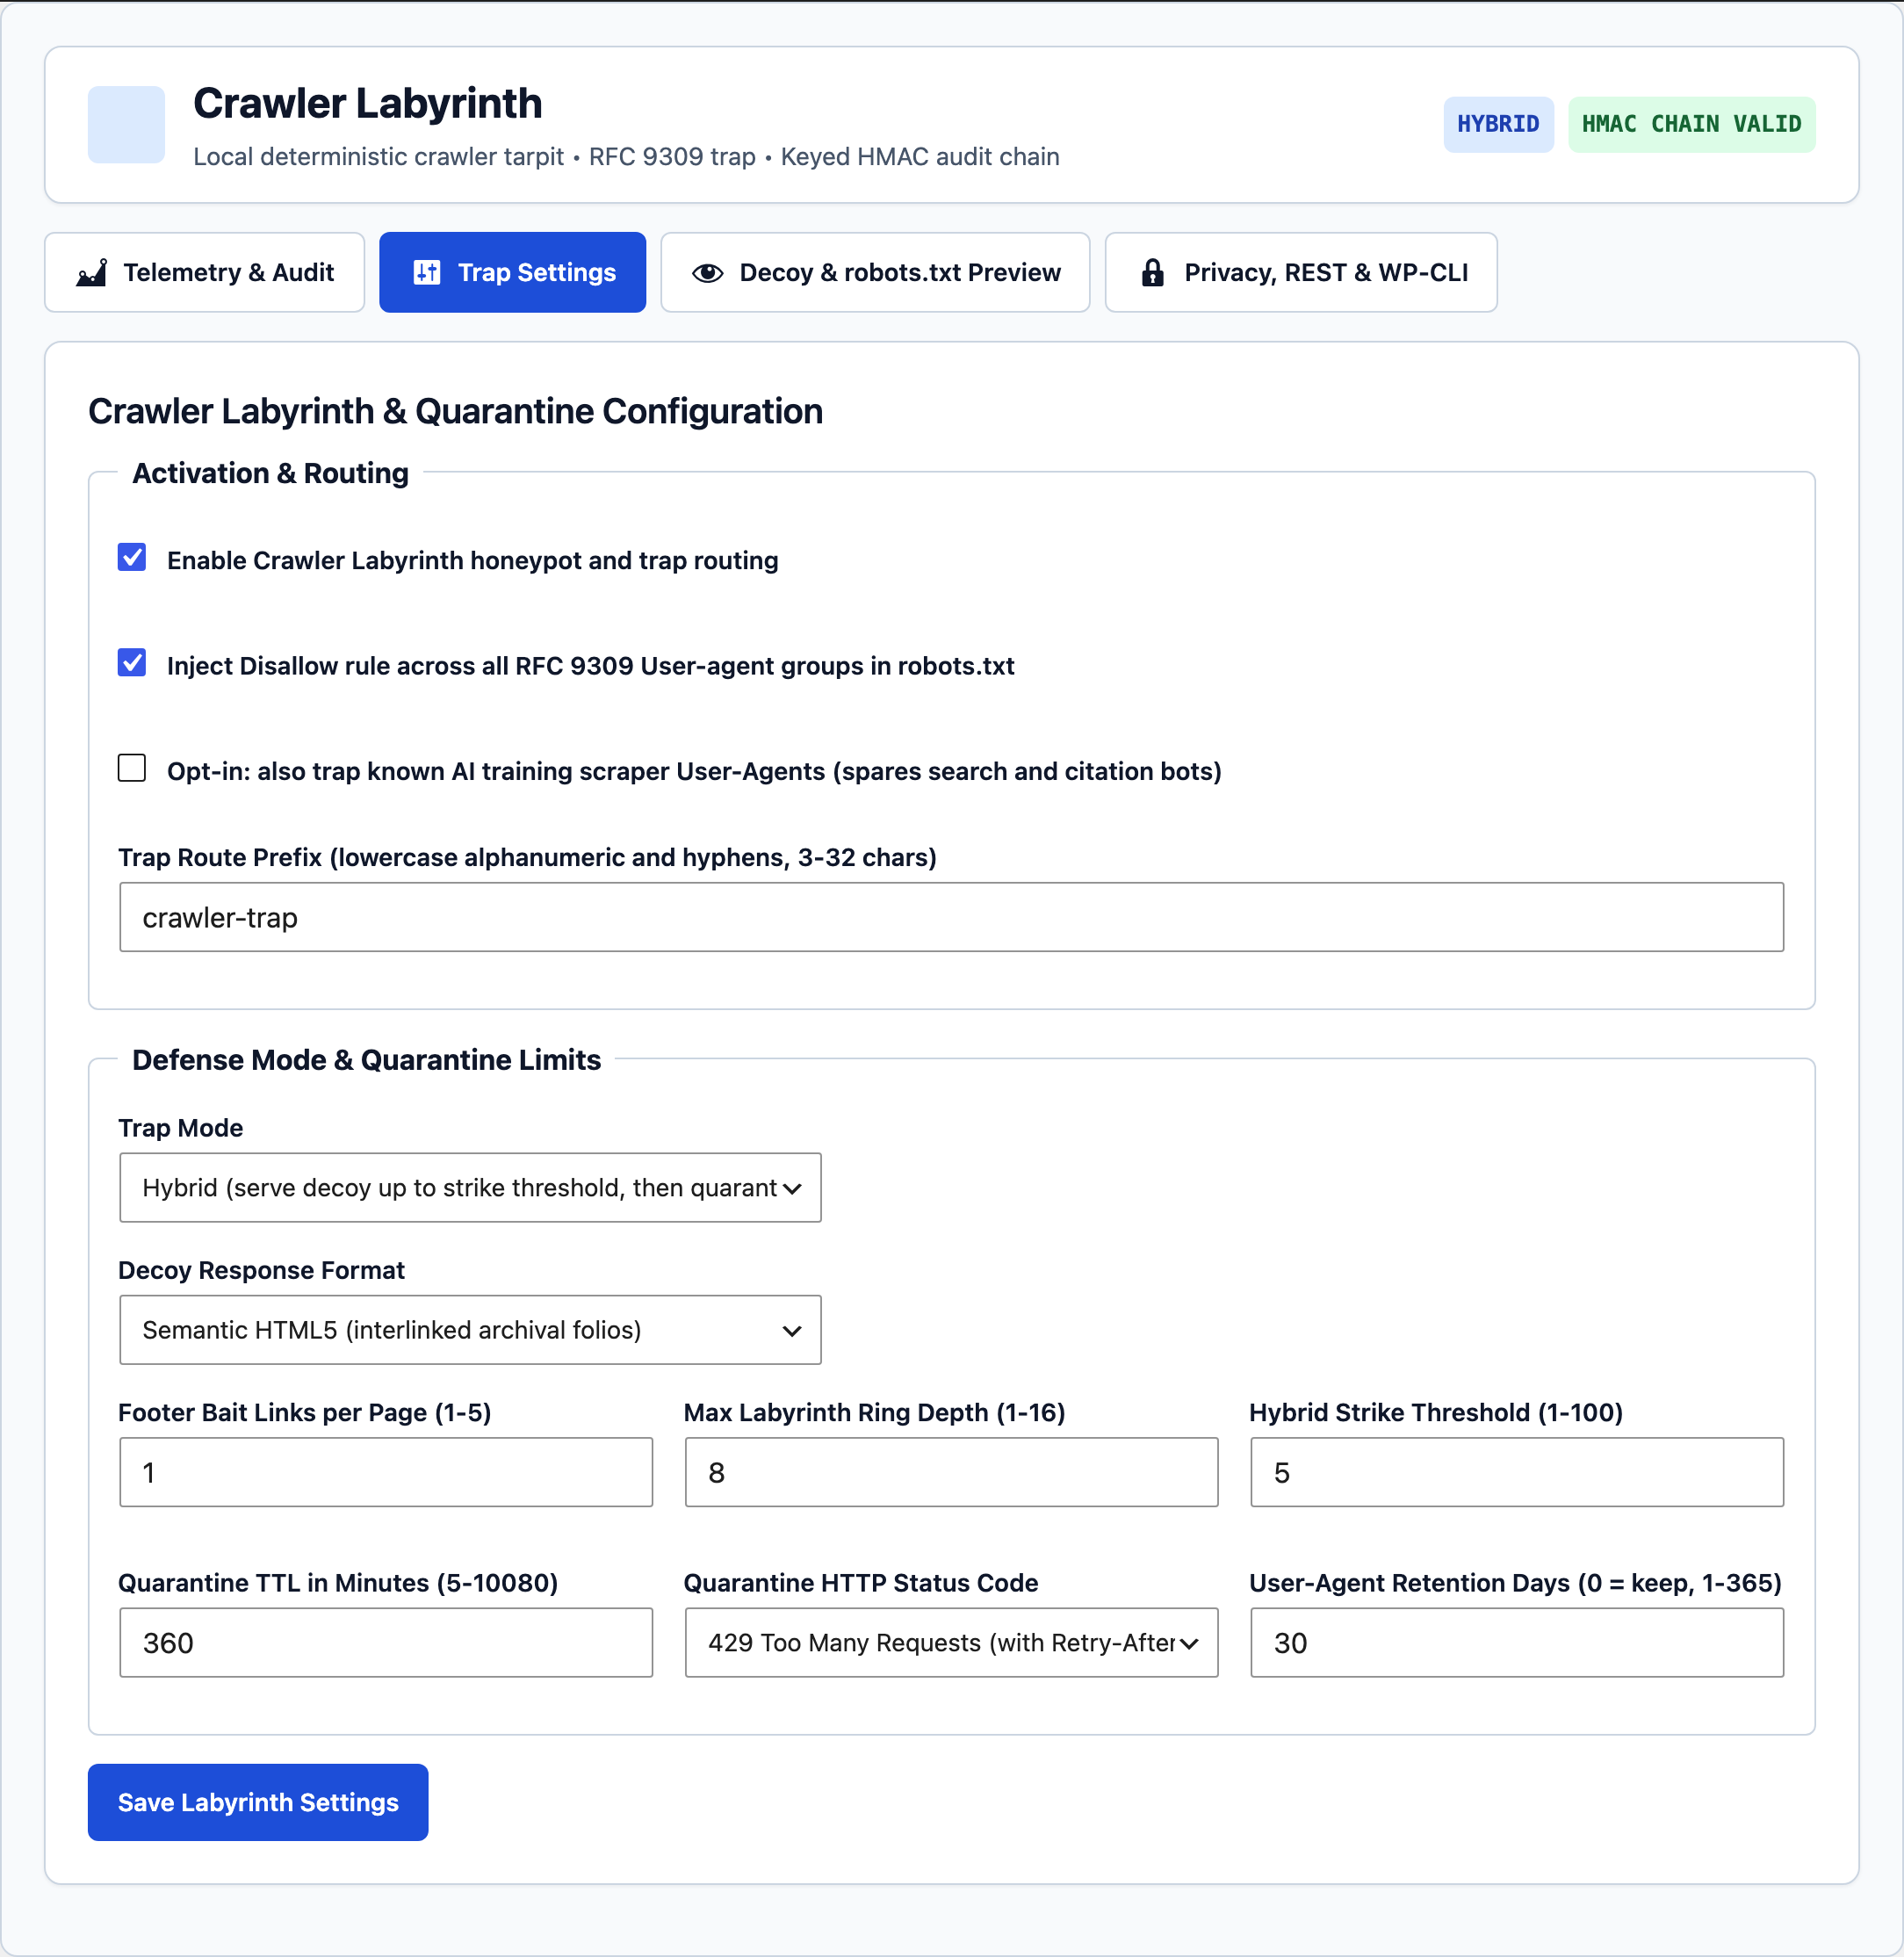 Crawler Labyrinth
Local deterministic crawler tarpit • RFC 9309 trap • Keyed HMAC audit chain
HYBRID
HMAC CHAIN VALID
Telemetry & Audit
Trap Settings
Decoy & robots.txt Preview
Privacy, REST & WP-CLI
Crawler Labyrinth & Quarantine Configuration
Activation & Routing
Enable Crawler Labyrinth honeypot and trap routing
Inject Disallow rule across all RFC 9309 User-agent groups in robots.txt
Opt-in: also trap known AI training scraper User-Agents (spares search and citation bots)
Trap Route Prefix (lowercase alphanumeric and hyphens, 3-32 chars)
crawler-trap
Defense Mode & Quarantine Limits
Trap Mode
Hybrid (serve decoy up to strike threshold, then quarant
Decoy Response Format
Semantic HTML5 (interlinked archival folios)
Footer Bait Links per Page (1-5)
Max Labyrinth Ring Depth (1-16)
Hybrid Strike Threshold (1-100)
1
8
5
Quarantine TTL in Minutes (5-10080)
Quarantine HTTP Status Code
User-Agent Retention Days (0 = keep, 1-365)
360
429 Too Many Requests (with Retry-After
30
Save Labyrinth Settings